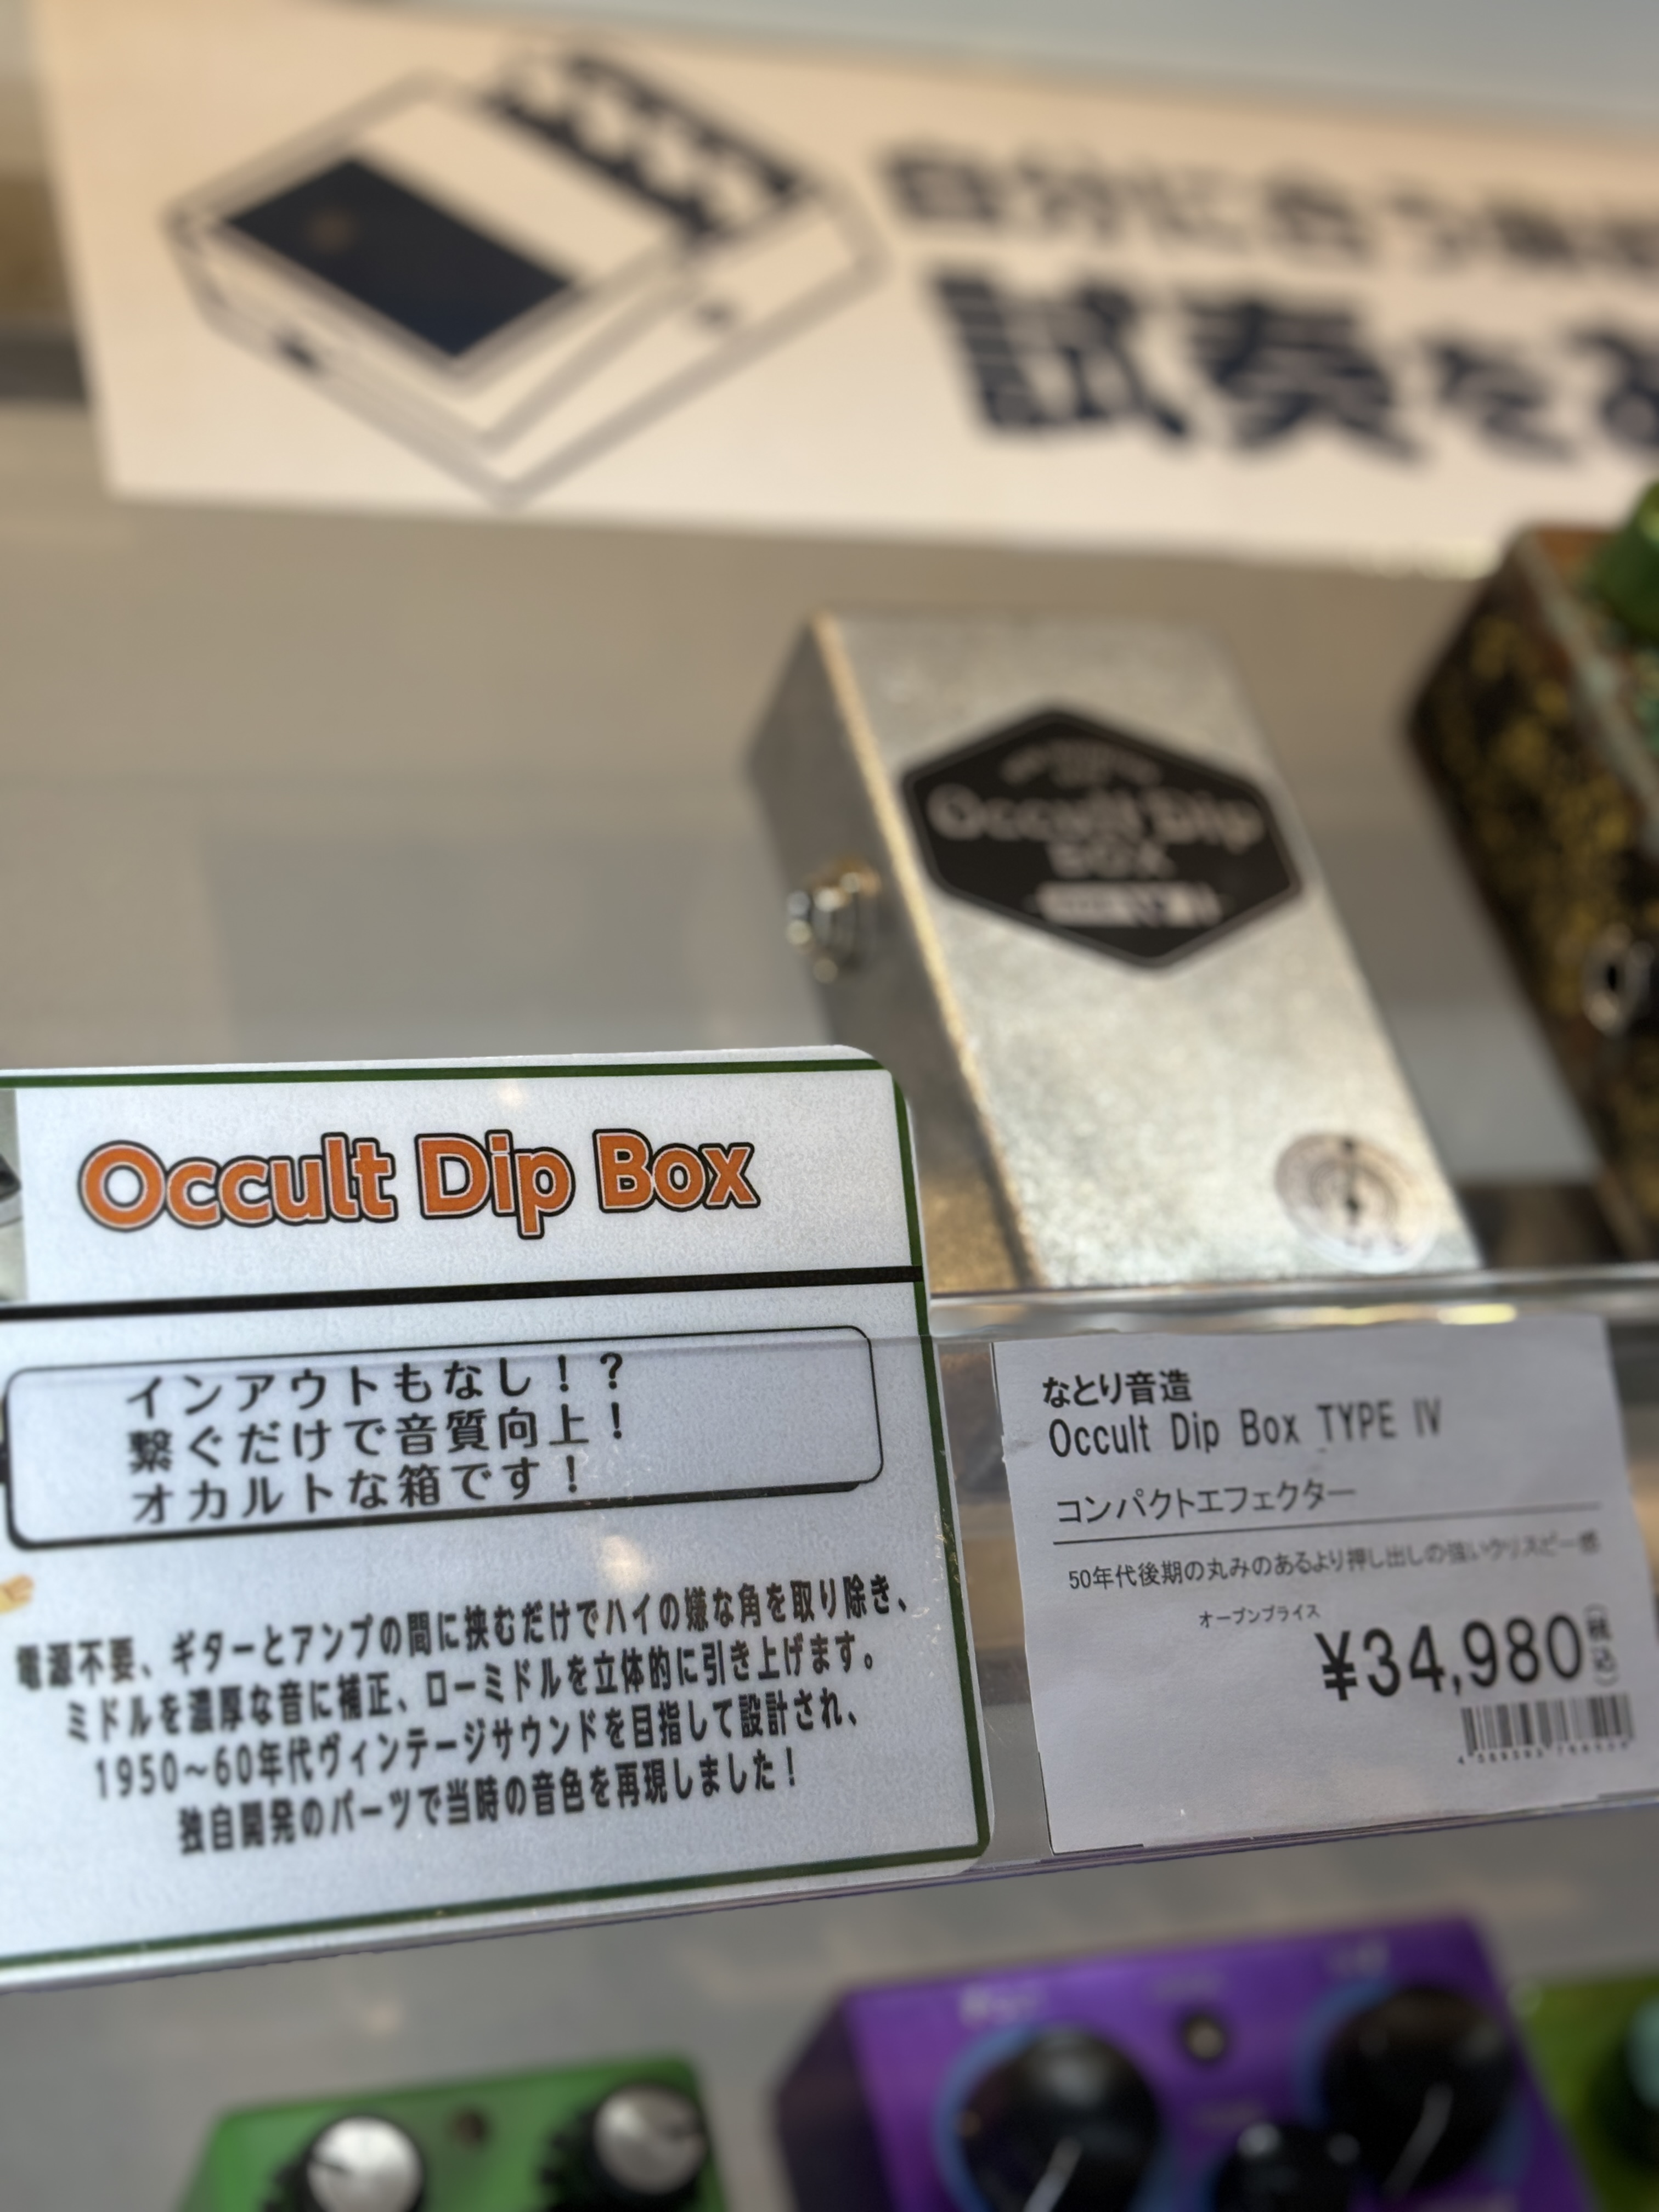 自分に合う
試奏を
Occult Dip
BOX
Occult Dip Box
インアウトもなし！？
繋ぐだけで音質向上！
オカルトな箱です！
電源不要、ギターとアンプの間に挟むだけでハイの嫌な角を取り除き、
ミドルを濃厚な音に補正、ローミドルを立体的に引き上げます。
1950～60年代ヴィンテージサウンドを目指して設計され、
独自開発のパーツで当時の音色を再現しました！
なとり音造
Occult Dip Box TYPE Ⅳ
コンパクトエフェクター
50年代後期の丸みのあるより押し出しの強いクリスピー感
オープンプライス
¥34,980(税込)